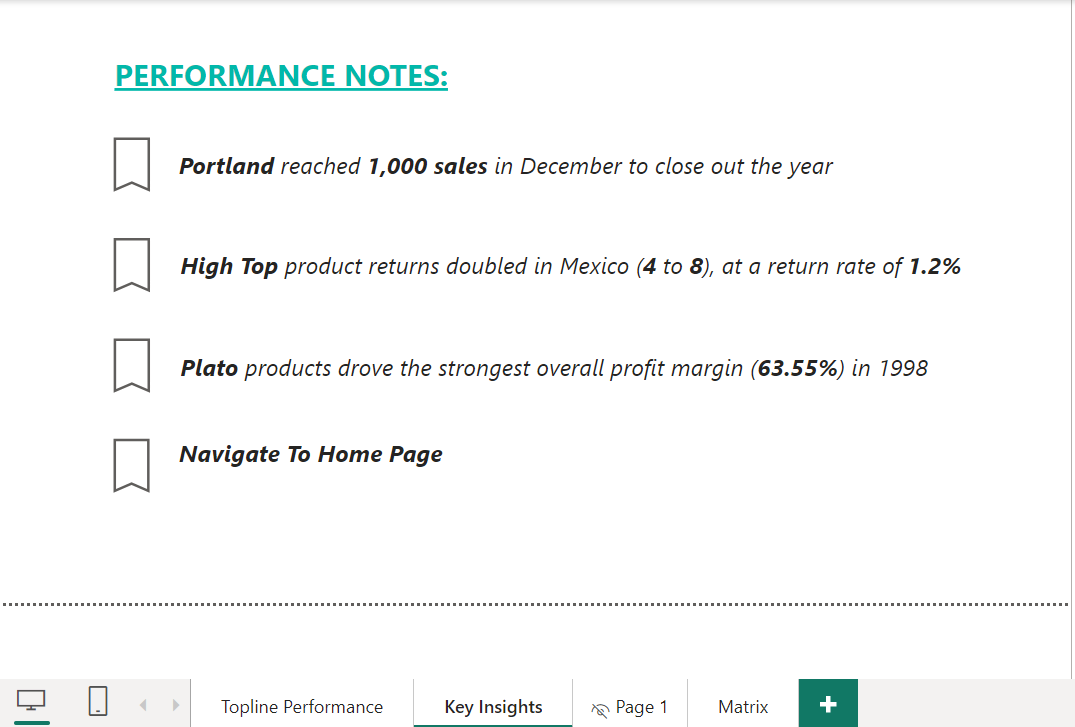 PERFORMANCE NOTES:
Portland reached 1,000 sales in December to close out the year
High Top product returns doubled in Mexico (4 to 8), at a return rate of 1.2%
Plato products drove the strongest overall profit margin (63.55%) in 1998
Navigate To Home Page
Topline Performance
Key Insights
Page 1
Matrix